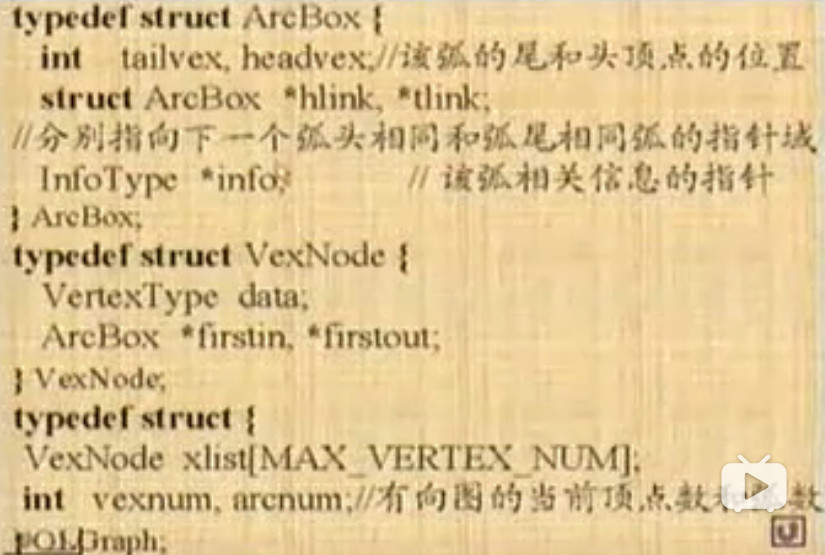 typedef struct ArcBox {
int tailvex, headvex;//该弧的尾和头顶点的位置
struct ArcBox *hlink, *tlink;
//分别指向下一个弧头相同和弧尾相同弧的指针域
InfoType *info; // 该弧相关信息的指针
} ArcBox;
typedef struct VexNode {
VertexType data;
ArcBox *firstin, *firstout;
} VexNode;
typedef struct {
VexNode xlist[MAX_VERTEX_NUM];
int vexnum, arcnum;//有向图的当前顶点数和弧数
}OLGraph;